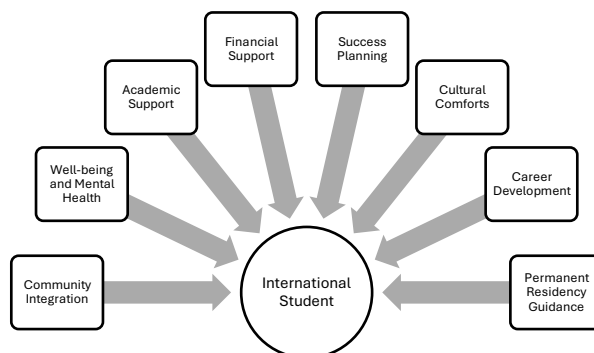 Financial
Support
Success
Planning
Academic
Support
Cultural
Comforts
Well-being
and Mental
Health
Career
Development
Community
Integration
International
Student
Permanent
Residency
Guidance